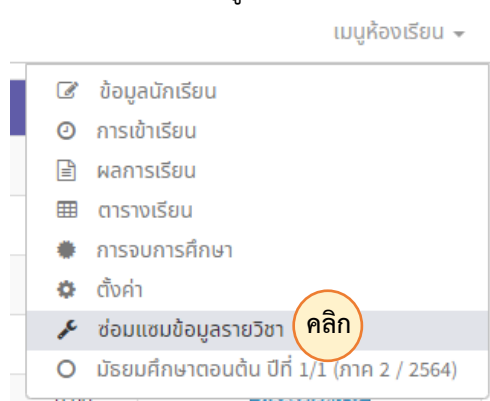 เมนูห้องเรียน
ข้อมูลนักเรียน
การเข้าเรียน
ผลการเรียน
ตารางเรียน
การจบการศึกษา
ตั้งค่า
ซ่อมแซมข้อมูลรายวิชา คลิก
มัธยมศึกษาตอนต้น ปีที่ 1/1 (ภาค 2 / 2564)